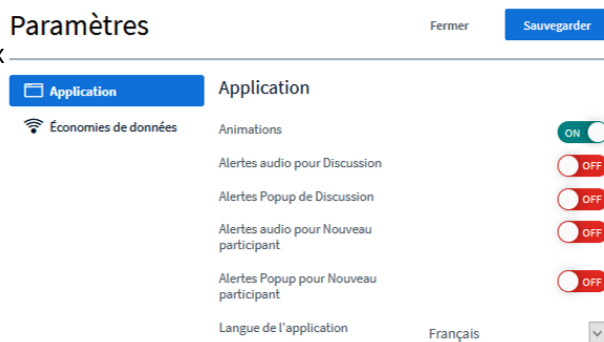 Paramètres
Fermer
Sauvegarder
x
Application
Économies de données
Application
Animations
ON
Alertes audio pour Discussion
OFF
Alertes Popup de Discussion
OFF
Alertes audio pour Nouveau
participant
OFF
Alertes Popup pour Nouveau
participant
OFF
Langue de l'application
Français